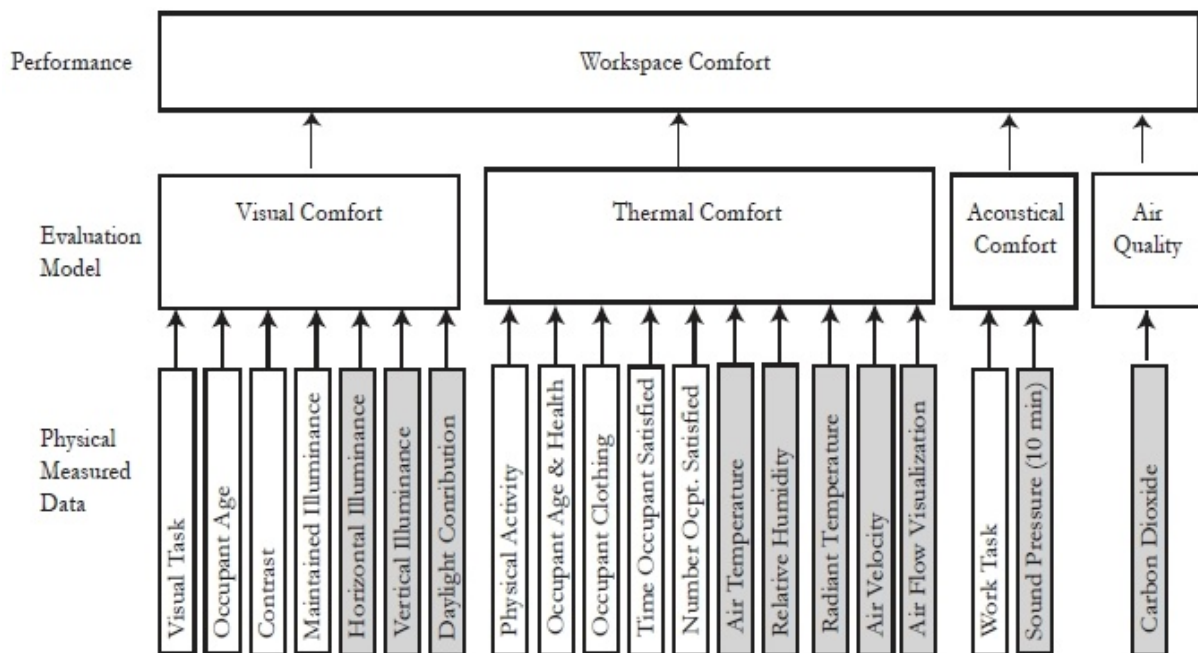 Performance
Workspace Comfort
Evaluation
Model
Visual Comfort
Thermal Comfort
Acoustical
Comfort
Air
Quality
Physical
Measured
Data
Visual Task
Occupant Age
Contrast
Maintained Illuminance
Horizontal Illuminance
Vertical Illuminance
Daylight Conribution
Physical Activity
Occupant Age & Health
Occupant Clothing
Time Occupant Satisfied
Number Ocpt. Satisfied
Air Temperature
Relative Humidity
Radiant Temperature
Air Velocity
Air Flow Visualization
Work Task
Sound Pressure (10 min)
Carbon Dioxide